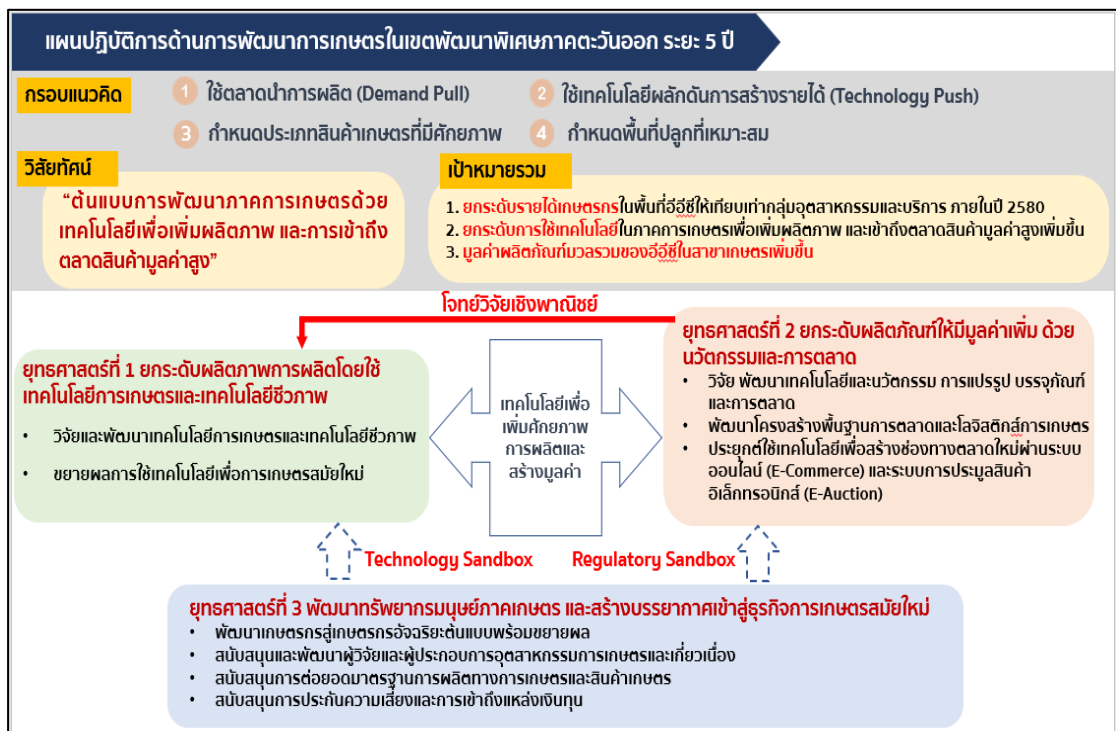 แผนปฏิบัติการด้านการพัฒนาการเกษตรในเขตพัฒนาพิเศษภาคตะวันออก ระยะ 5 ปี
กรอบแนวคิด
1 ใช้ตลาดนำการผลิต (Demand Pull)
2 ใช้เทคโนโลยีผลักดันการสร้างรายได้ (Technology Push)
3 กำหนดประเภทสินค้าเกษตรที่มีศักยภาพ
4 กำหนดพื้นที่ปลูกที่เหมาะสม
วิสัยทัศน์
“ต้นแบบการพัฒนาภาคการเกษตรด้วย
เทคโนโลยีเพื่อเพิ่มผลิตภาพ และการเข้าถึง
ตลาดสินค้ามูลค่าสูง”
เป้าหมายรวม
1. ยกระดับรายได้เกษตรกรในพื้นที่อีอีซีให้เทียบเท่ากลุ่มอุตสาหกรรมและบริการ ภายในปี 2580
2. ยกระดับการใช้เทคโนโลยีในภาคการเกษตรเพื่อเพิ่มผลิตภาพ และเข้าถึงตลาดสินค้ามูลค่าสูงเพิ่มขึ้น
3. มูลค่าผลิตภัณฑ์มวลรวมของอีอีซีในสาขาเกษตรเพิ่มขึ้น
โจทย์วิจัยเชิงพาณิชย์
ยุทธศาสตร์ที่ 1 ยกระดับผลิตภาพการผลิตโดยใช้
เทคโนโลยีการเกษตรและเทคโนโลยีชีวภาพ
• วิจัยและพัฒนาเทคโนโลยีการเกษตรและเทคโนโลยีชีวภาพ
• ขยายผลการใช้เทคโนโลยีเพื่อการเกษตรสมัยใหม่
เทคโนโลยีเพื่อ
เพิ่มศักยภาพ
การผลิตและ
สร้างมูลค่า
ยุทธศาสตร์ที่ 2 ยกระดับผลิตภัณฑ์ให้มีมูลค่าเพิ่ม ด้วย
นวัตกรรมและการตลาด
• วิจัย พัฒนาเทคโนโลยีและนวัตกรรม การแปรรูป บรรจุภัณฑ์
และการตลาด
• พัฒนาโครงสร้างพื้นฐานการตลาดและโลจิสติกส์การเกษตร
• ประยุกต์ใช้เทคโนโลยีเพื่อสร้างช่องทางตลาดใหม่ผ่านระบบ
ออนไลน์ (E-Commerce) และระบบการประมูลสินค้า
อิเล็กทรอนิกส์ (E-Auction)
Technology Sandbox
Regulatory Sandbox
ยุทธศาสตร์ที่ 3 พัฒนาทรัพยากรมนุษย์ภาคเกษตร และสร้างบรรยากาศเข้าสู่ธุรกิจการเกษตรสมัยใหม่
• พัฒนาเกษตรกรสู่เกษตรกรอัจฉริยะต้นแบบพร้อมขยายผล
• สนับสนุนและพัฒนาผู้วิจัยและผู้ประกอบการอุตสาหกรรมการเกษตรและเกี่ยวเนื่อง
• สนับสนุนการต่อยอดมาตรฐานการผลิตทางการเกษตรและสินค้าเกษตร
• สนับสนุนการประกันความเสี่ยงและการเข้าถึงแหล่งเงินทุน